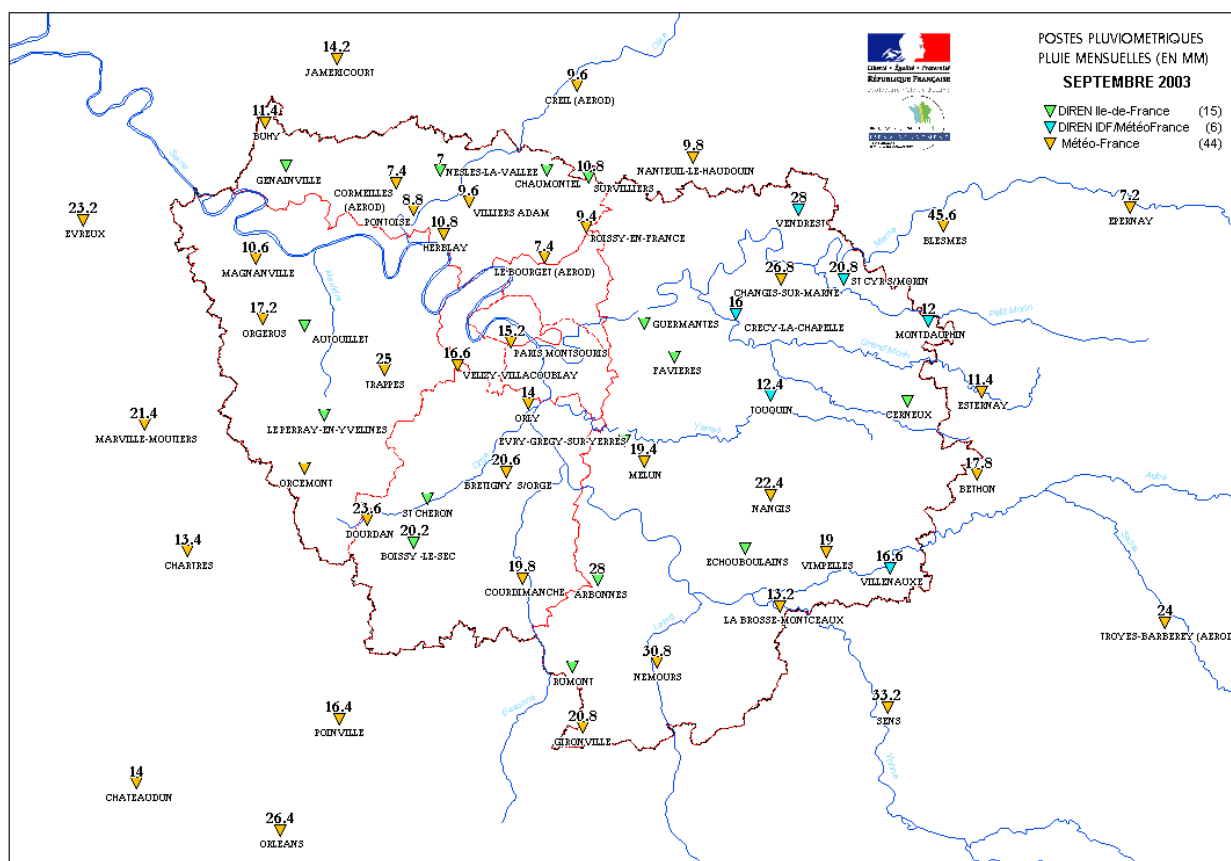 POSTES PLUVIOMETRIQUES
PLUIE MENSUELLES (EN MM)
SEPTEMBRE 2003
DIREN Ile-de-France (15)
DIREN IDF/MétéoFrance (6)
Météo-France (44)
Liberté • Égalité • Fraternité
RÉPUBLIQUE FRANÇAISE
14.2
JAMERICOURT
9.6
CREIL (AEROD)
Oise
11.4
BUHY
GENAINVILLE
7.4
CORMEILLES
(AEROD)
7
NESLES-LA-VALLEE
CHAUMONTEL
10.8
SURVILLIERS
9.8
NANTEUIL-LE-HAUDOUIN
Seine
8.8
PONTOISE
9.6
VILLIERS ADAM
28
VENDREST
7.2
EPERNAY
23.2
EVREUX
10.8
HERBLAY
9.4
ROISSY-EN-FRANCE
45.6
BLESMES
Marne
10.6
MAGNANVILLE
7.4
LE BOURGET (AEROD)
26.8
CHANGIS-SUR-MARNE
20.8
ST CYR S/MORIN
Mauldre
17.2
ORGERUS
AUTOUILLET
GUERMANTES
16
CRECY-LA-CHAPELLE
12
MONTDAUPHIN
Petit Morin
15.2
PARIS MONTSOURIS
Grand Morin
25
TRAPPES
16.6
VELIZY-VILLACOUBLAY
FAVIERES
12.4
TOUQUIN
CERNEUX
11.4
ESTERNAY
14
ORLY
21.4
MARVILLE-MOUTIERS
LE PERRAY-EN-YVELINES
EVRY-GREGY-SUR-YERRES
Yerres
ORCEMONT
Orge
20.6
BRETIGNY S/ORGE
19.4
MELUN
17.8
BETHON
Aube
22.4
NANGIS
ST CHERON
23.6
DOURDAN
20.2
BOISSY-LE-SEC
13.4
CHARTRES
Seine
ECHOUBOULAINS
19
VIMPELLES
16.6
VILLENAUXE
19.8
COURDIMANCHE
28
ARBONNES
13.2
LA BROSSE-MONTCEAUX
24
TROYES-BARBEREY (AEROD
Loing
30.8
NEMOURS
RUMONT
Essonne
33.2
SENS
16.4
POINVILLE
20.8
GIRONVILLE
Yonne
14
CHATEAUDUN
26.4
ORLEANS